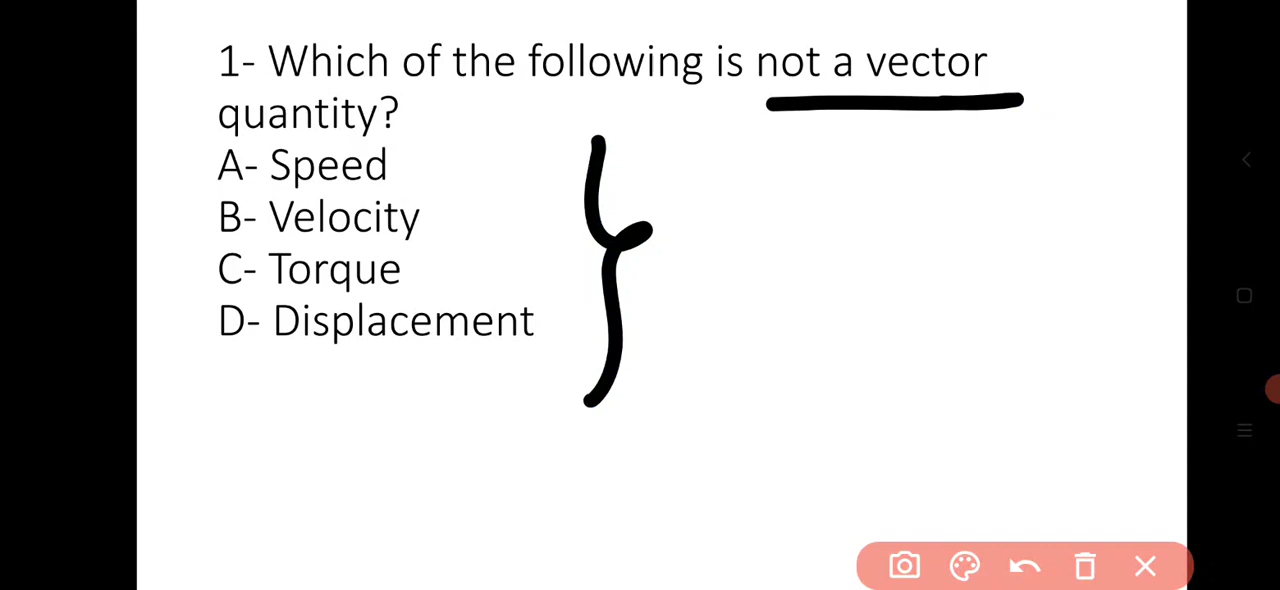 1- Which of the following is not a vector
quantity?
A- Speed
B- Velocity
C- Torque
D- Displacement